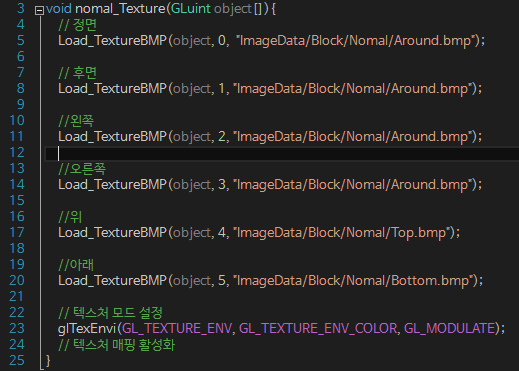 3 void nomal_Texture(GLuint object[]){
4 // 정면
5 Load_TextureBMP(object, 0,  "ImageData/Block/Nomal/Around.bmp");
6
7 // 후면
8 Load_TextureBMP(object, 1, "ImageData/Block/Nomal/Around.bmp");
9
10 //왼쪽
11 Load_TextureBMP(object, 2, "ImageData/Block/Nomal/Around.bmp");
12
13 //오른쪽
14 Load_TextureBMP(object, 3, "ImageData/Block/Nomal/Around.bmp");
15
16 //위
17 Load_TextureBMP(object, 4, "ImageData/Block/Nomal/Top.bmp");
18
19 //아래
20 Load_TextureBMP(object, 5, "ImageData/Block/Nomal/Bottom.bmp");
21
22 // 텍스처 모드 설정
23 glTexEnvi(GL_TEXTURE_ENV, GL_TEXTURE_ENV_COLOR, GL_MODULATE);
24 // 텍스처 매핑 활성화
25 }